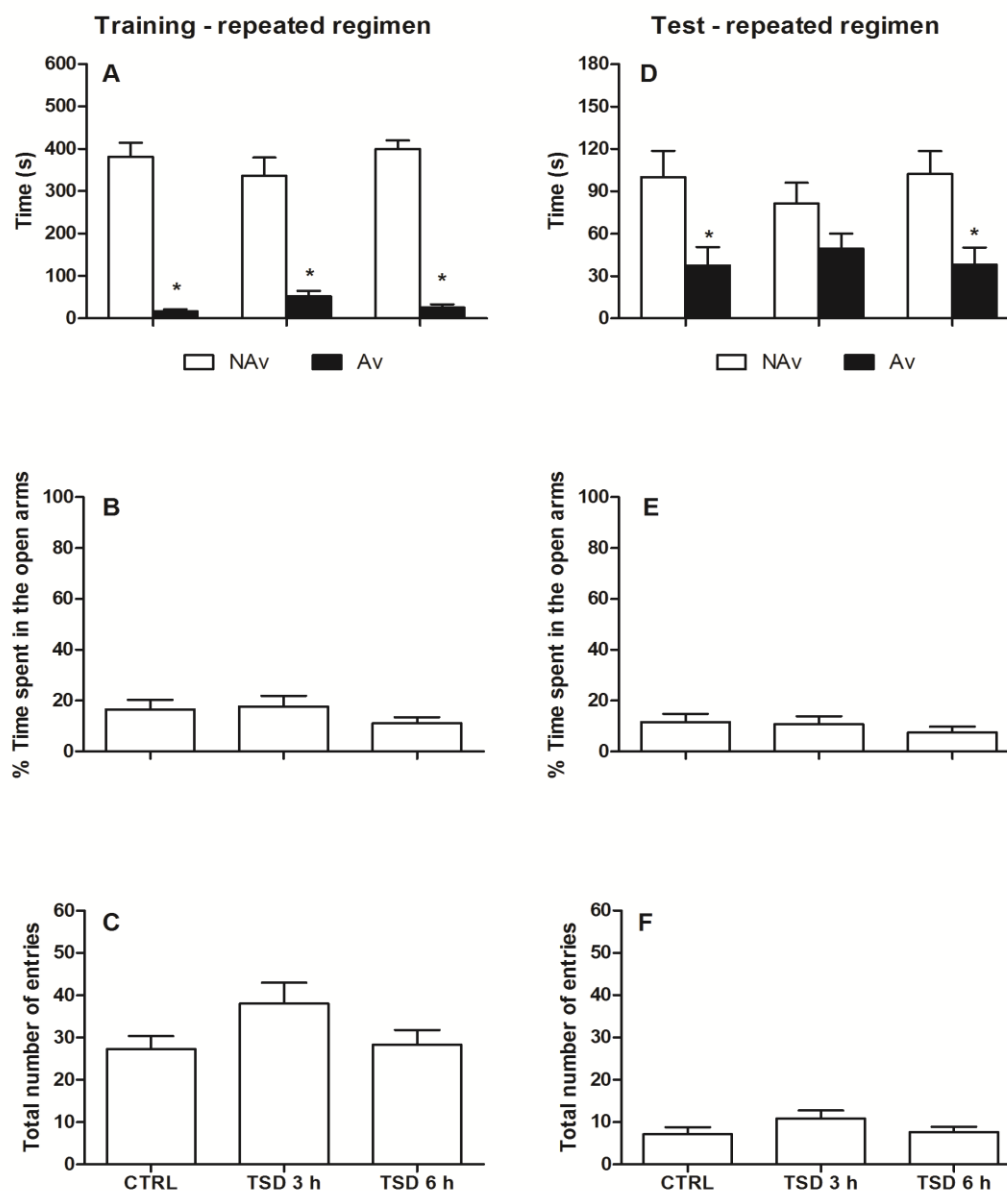 Training - repeated regimen
A
Time (s)
600
500
400
300
200
100
0
*
*
*
NAv
Av
B
% Time spent in the open arms
100
80
60
40
20
0
C
Total number of entries
60
50
40
30
20
10
0
CTRL TSD 3 h TSD 6 h
Test - repeated regimen
D
Time (s)
180
150
120
90
60
30
0
*
*
NAv
Av
E
% Time spent in the open arms
100
80
60
40
20
0
F
Total number of entries
60
50
40
30
20
10
0
CTRL TSD 3 h TSD 6 h